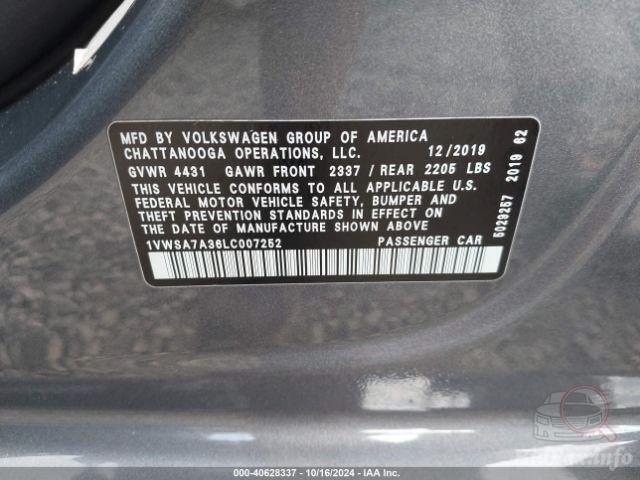 MFD BY VOLKSWAGEN GROUP OF AMERICA
CHATTANOOGA OPERATIONS, LLC. 12/2019
GVWR 4431 GAWR FRONT 2337 / REAR 2205 LBS
THIS VEHICLE CONFORMS TO ALL APPLICABLE U.S.
FEDERAL MOTOR VEHICLE SAFETY, BUMPER AND
THEFT PREVENTION STANDARDS IN EFFECT ON
THE DATE OF MANUFACTURE SHOWN ABOVE
1VWSA7A36LC007252 PASSENGER CAR
5029257 2019 62
000-40628337 - 10/16/2024 - IAA Inc.